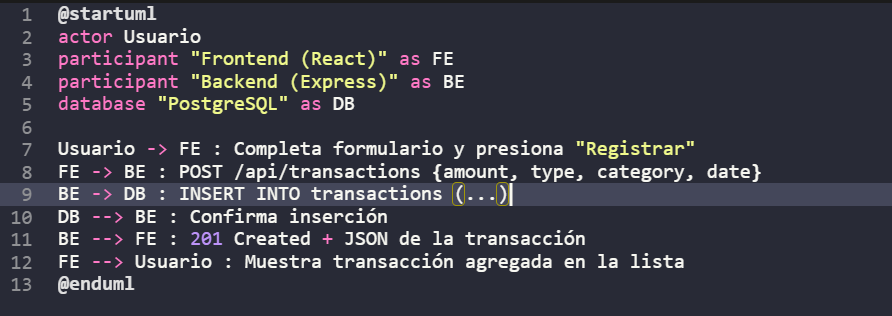 1 @startuml
2 actor Usuario
3 participant "Frontend (React)" as FE
4 participant "Backend (Express)" as BE
5 database "PostgreSQL" as DB
6
7 Usuario -> FE : Completa formulario y presiona "Registrar"
8 FE -> BE : POST /api/transactions {amount, type, category, date}
9 BE -> DB : INSERT INTO transactions (...)
10 DB --> BE : Confirma inserción
11 BE --> FE : 201 Created + JSON de la transacción
12 FE --> Usuario : Muestra transacción agregada en la lista
13 @enduml